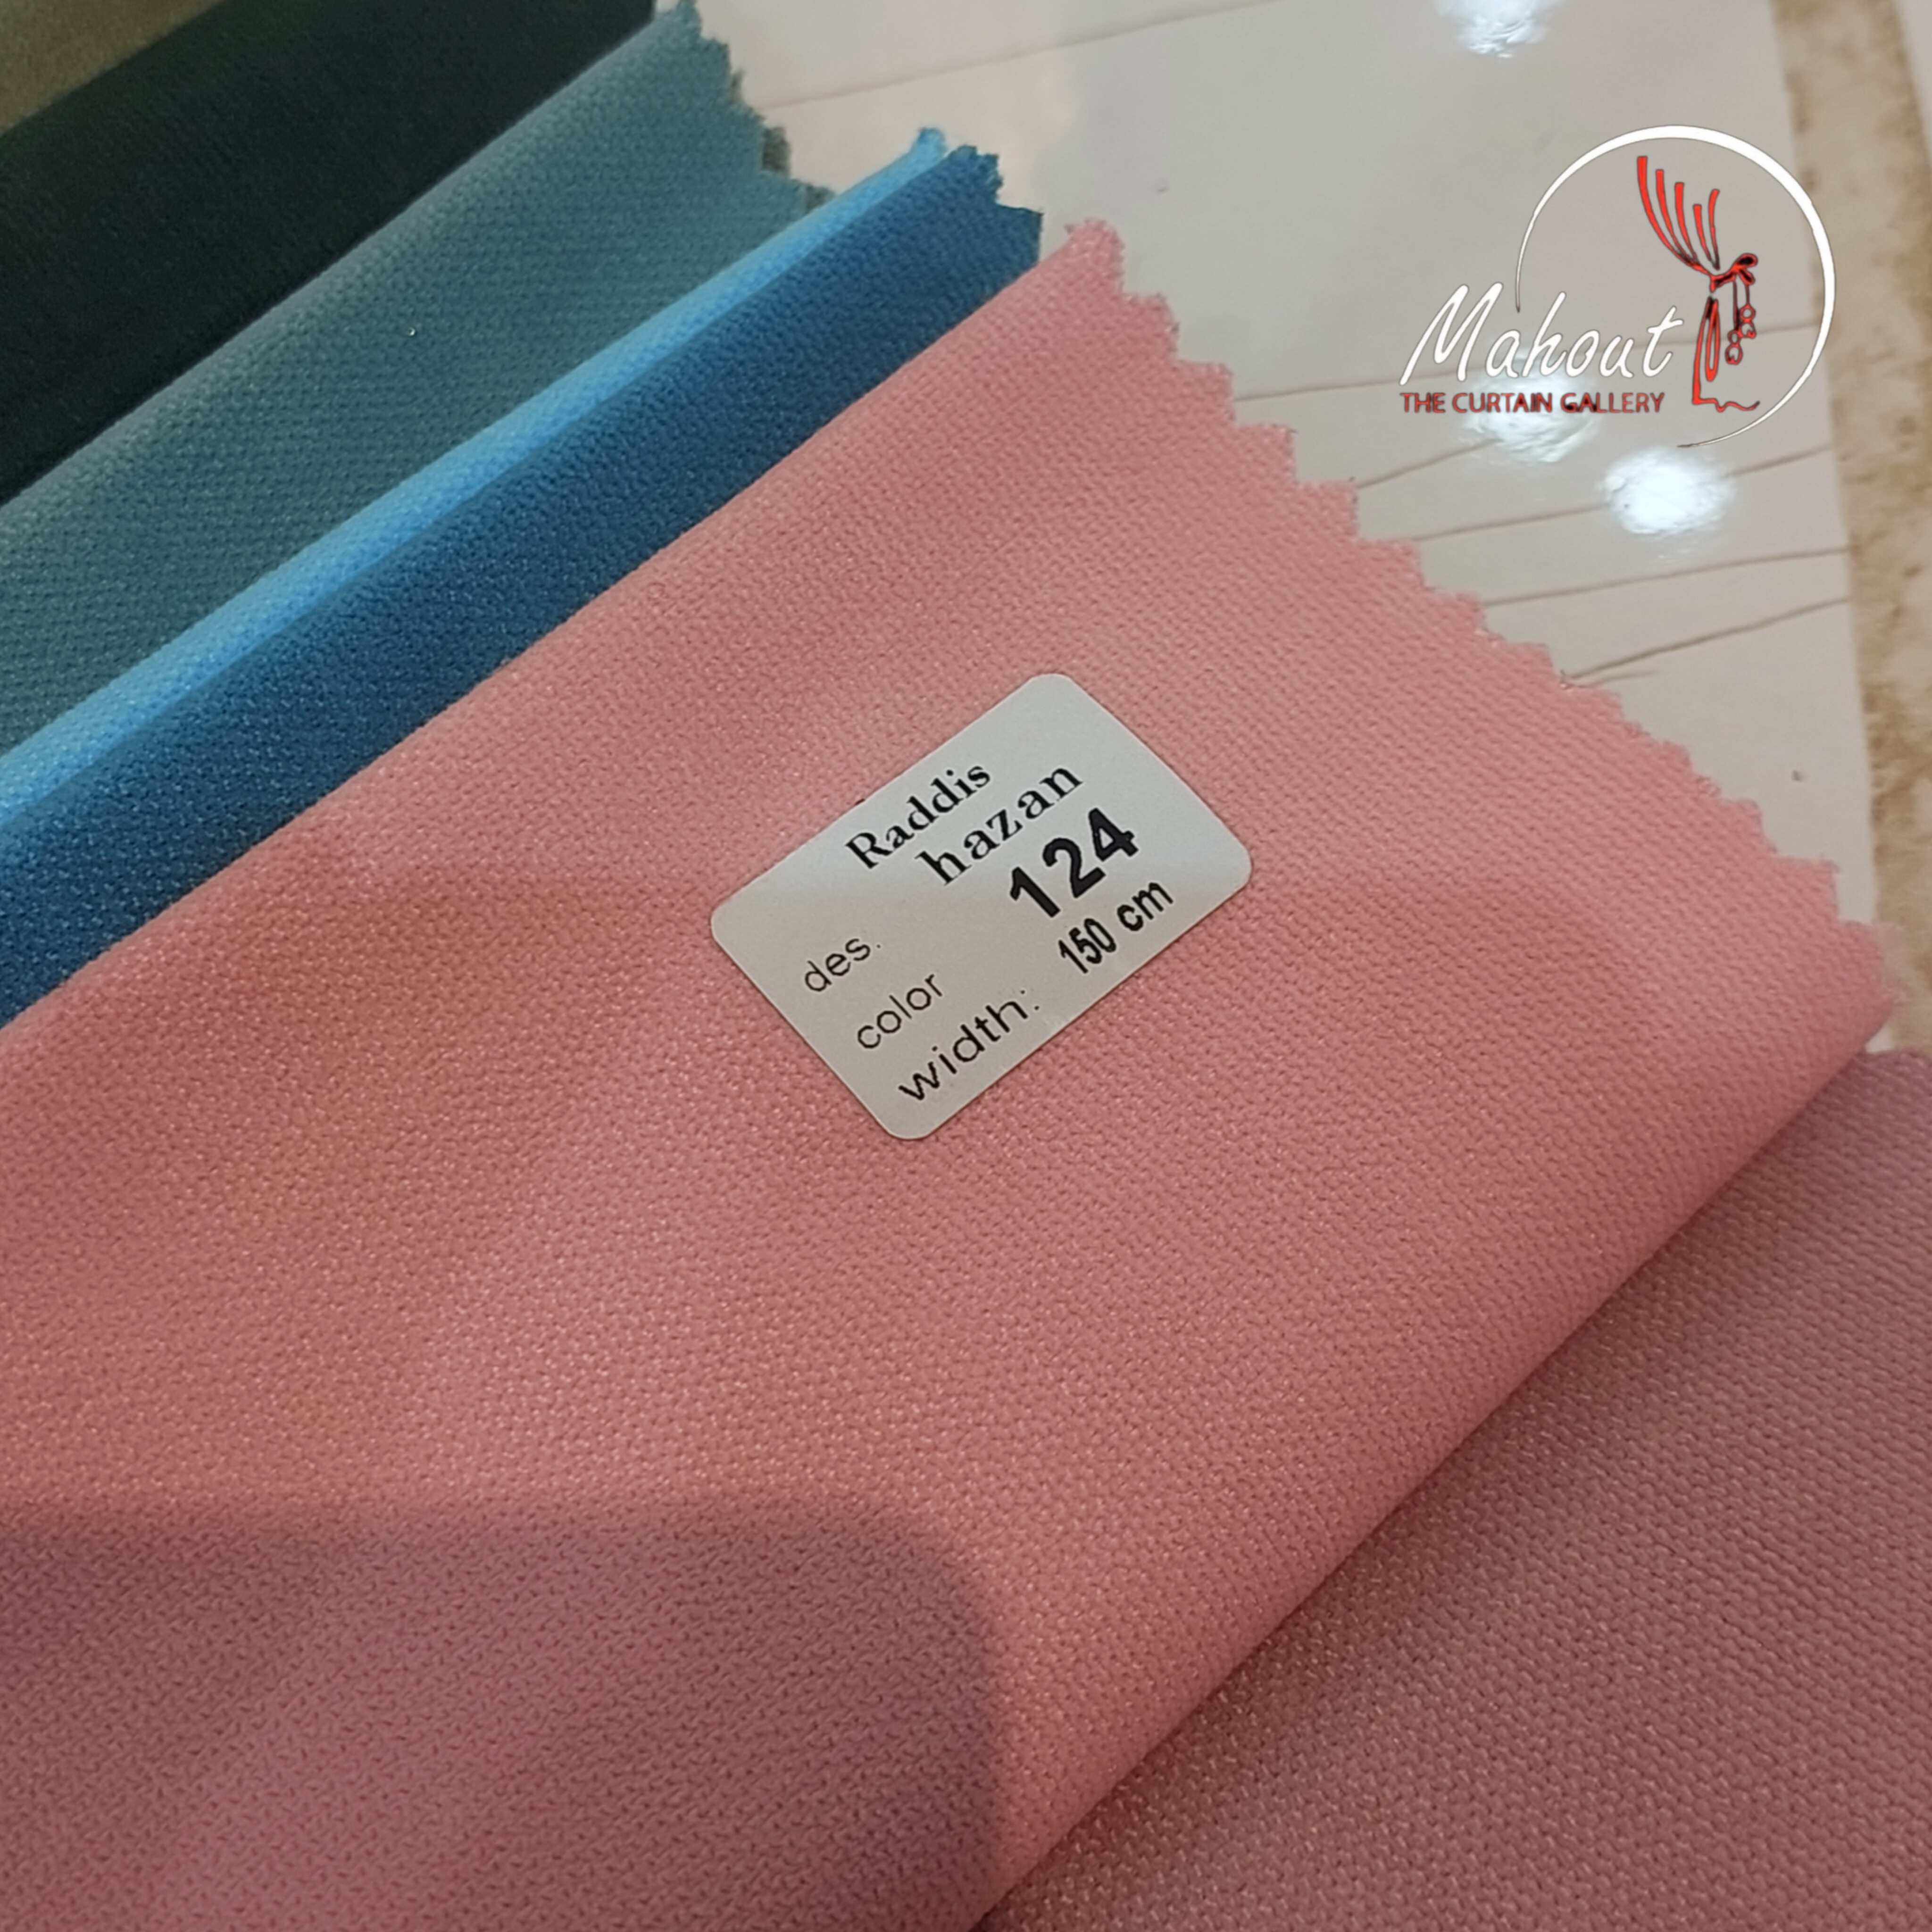 Mahout
THE CURTAIN GALLERY
Raddis
des. hazan
color 124
width: 150 cm